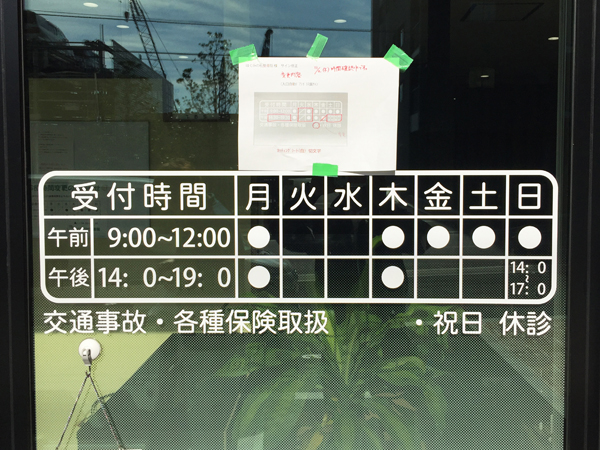 受付時間 月 火 水 木 金 土 日
午前 9:00~12:00 ● ● ● ● ●
午後 14: 0~19: 0 ● ● 14: 0 ~ 17: 0
交通事故・各種保険取扱 ・祝日 休診